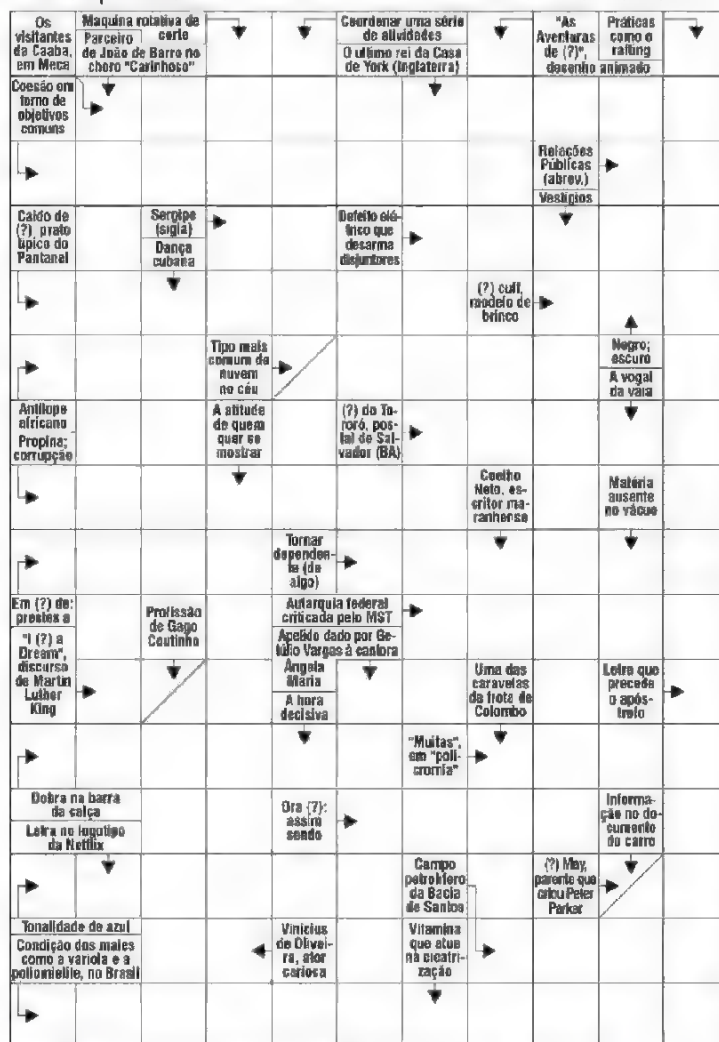 Os
visitantes
da Caaba,
em Meca
Maquina rotativa de
corte
Parceiro
de João de Barro no
choro "Carinhoso"
Coordenar uma série
de atividades
O ultimo rei da Casa
de York (Inglaterra)
"As
Aventuras
de (?)",
desenho animado
Práticas
como o
rafting
Coesão em
torno de
objetivos
comuns
Relações
Públicas
(abrev.)
Vestígios
Caldo de
(?), prato
típico do
Pantanal
Sergipe
(sigla)
Dança
cubana
Defeito elé-
trico que
desarma
disjuntores
(?) cuff,
modelo de
brinco
Tipo mais
comum de
nuvem
no céu
Negro;
escuro
A vogal
da vaia
Antílope
africano
Propina;
corrupção
A atitude
de quem
quer se
mostrar
(?) do To-
roró, pos-
tal de Sal-
vador (BA)
Coelho
Neto, es-
critor ma-
ranhense
Matéria
ausente
no vácuo
Tornar
dependen-
te (de
algo)
Em (?) de:
prestes a
"I (?) a
Dream",
discurso
de Martin
Luther
King
Profissão
de Gago
Coutinho
Autarquia federal
criticada pelo MST
Apelido dado por Ge-
túlio Vargas à cantora
Ângela
Maria
A hora
decisiva
Uma das
caravelas
da frota de
Colombo
Letra que
precede
o após-
trofo
"Muitas",
em "poli-
cromia"
Dobra na barra
da calça
Letra no logotipo
da Netflix
Ora (?):
assim
sendo
Informa-
ção no do-
cumento
do carro
Campo
petrolífero
da Bacia
de Santos
(?) May,
parente que
criou Peter
Parker
Tonalidade de azul
Condição dos males
como a varíola e a
poliomielite, no Brasil
Vinicius
de Olivei-
ra, ator
carioca
Vitamina
que atua
na cicatri-
zação